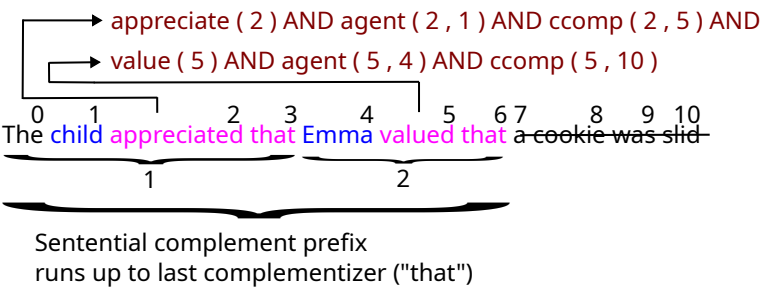 appreciate ( 2 ) AND agent ( 2 , 1 ) AND ccomp ( 2 , 5 ) AND
value ( 5 ) AND agent ( 5 , 4 ) AND ccomp ( 5 , 10 )
0 1 2 3 4 5 6 7 8 9 10
The child appreciated that Emma valued that a cookie was slid
1 2
Sentential complement prefix
runs up to last complementizer ("that")